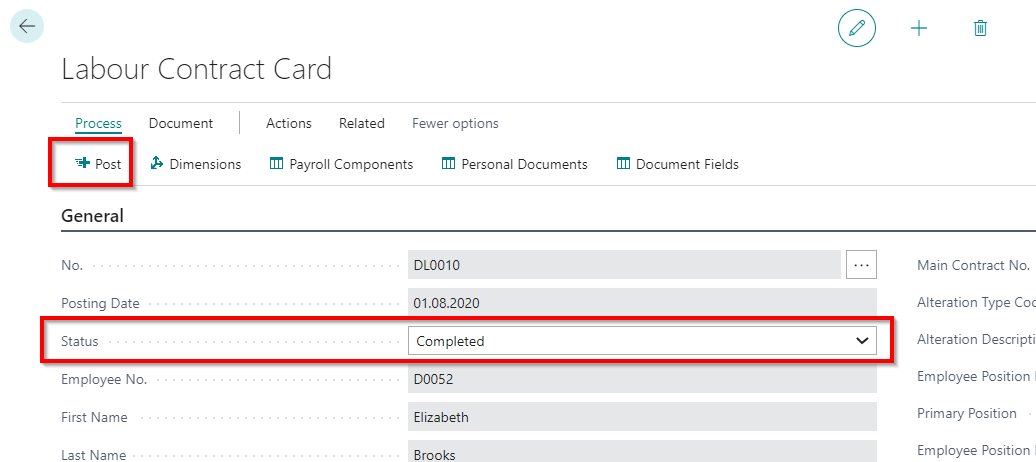 Labour Contract Card
Process Document Actions Related Fewer options
Post Dimensions Payroll Components Personal Documents Document Fields
General
No. DL0010 ... Main Contract No.
Posting Date 01.08.2020 Alteration Type Coo
Status Completed Alteration Descripti
Employee No. D0052 Employee Position
First Name Elizabeth Primary Position
Last Name Brooks Employee Position